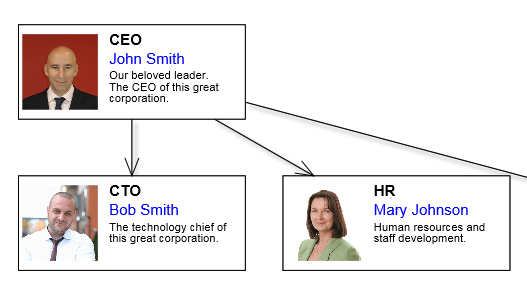 CEO
John Smith
Our beloved leader.
The CEO of this great
corporation.
CTO
Bob Smith
The technology chief of
this great corporation.
HR
Mary Johnson
Human resources and
staff development.